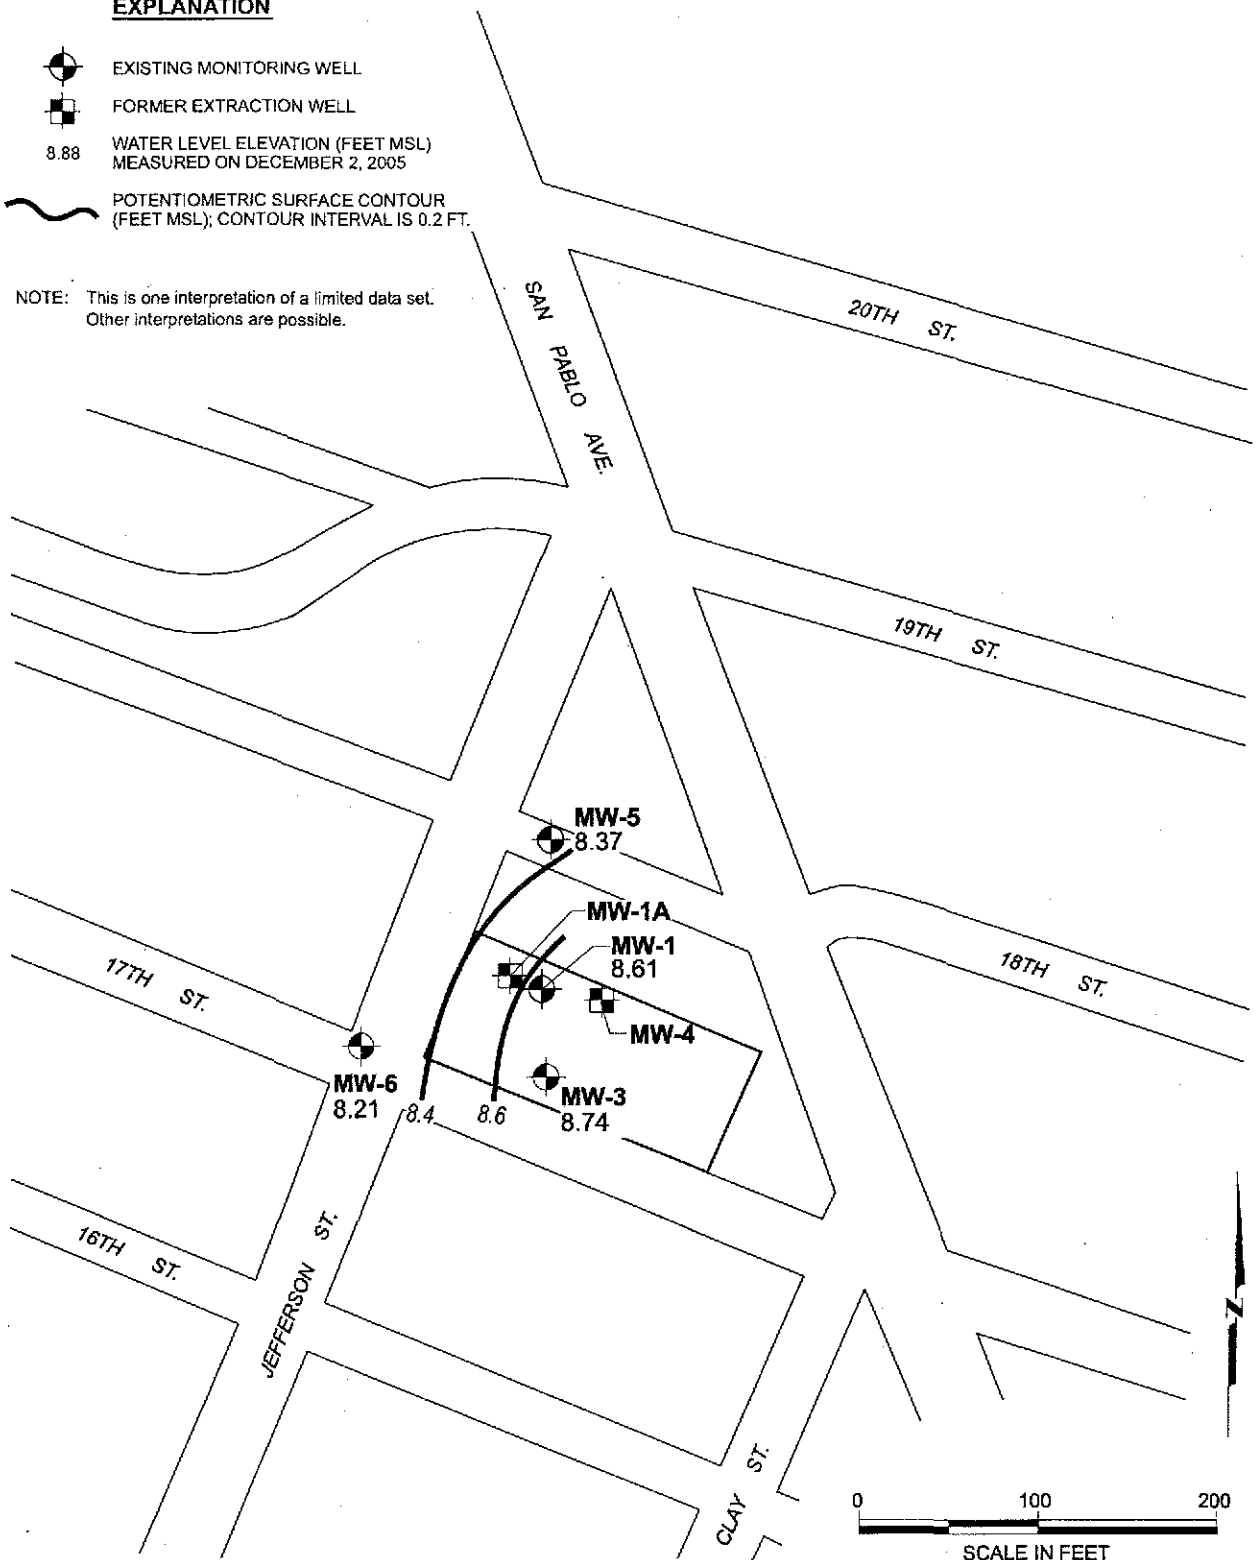 EXPLANATION
EXISTING MONITORING WELL
FORMER EXTRACTION WELL
8.88
WATER LEVEL ELEVATION (FEET MSL)
MEASURED ON DECEMBER 2, 2005
POTENTIOMETRIC SURFACE CONTOUR
(FEET MSL); CONTOUR INTERVAL IS 0.2 FT.
NOTE: This is one interpretation of a limited data set.
Other interpretations are possible.
SAN PABLO AVE.
20TH ST.
19TH ST.
MW-5
8.37
MW-1A
MW-1
8.61
17TH ST.
18TH ST.
MW-4
MW-6
8.21
8.4
8.6
MW-3
8.74
16TH ST.
JEFFERSON ST.
CLAY ST.
N
0 100 200
SCALE IN FEET